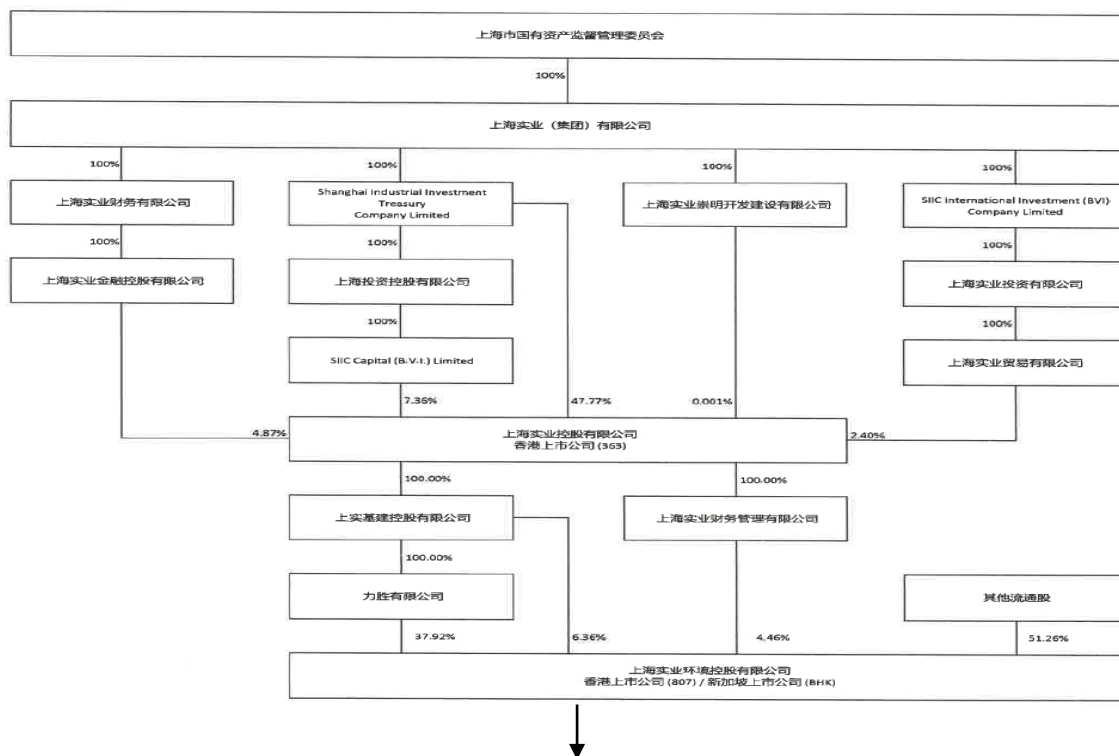 上海市国有资产监督管理委员会
100%
上海实业（集团）有限公司
100%
100%
100%
100%
上海实业财务有限公司
Shanghai Industrial Investment
Treasury
Company Limited
上海实业崇明开发建设有限公司
SIIC International Investment (BVI)
Company Limited
100%
100%
100%
上海实业金融控股有限公司
上海投资控股有限公司
上海实业投资有限公司
100%
100%
SIIC Capital (B.V.I.) Limited
上海实业贸易有限公司
7.36%
47.77%
0.001%
4.87%
上海实业控股有限公司
香港上市公司 (363)
2.40%
100.00%
100.00%
上实基建控股有限公司
上海实业财务管理有限公司
100.00%
力胜有限公司
其他流通股
37.92%
6.36%
4.46%
51.26%
上海实业环境控股有限公司
香港上市公司 (807) / 新加坡上市公司 (BHK)